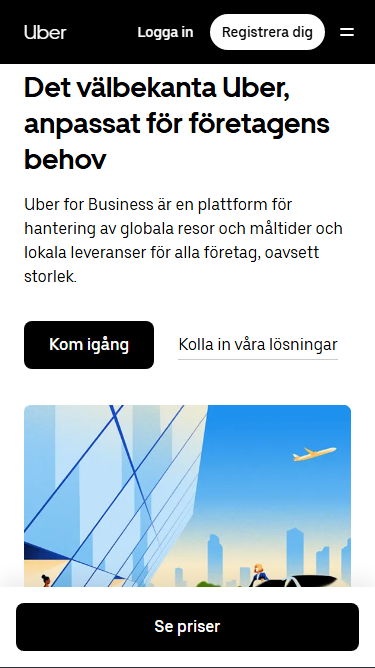 Uber
Logga in
Registrera dig
Det välbekanta Uber,
anpassat för företagens
behov
Uber for Business är en plattform för
hantering av globala resor och måltider och
lokala leveranser för alla företag, oavsett
storlek.
Kom igång
Kolla in våra lösningar
Se priser